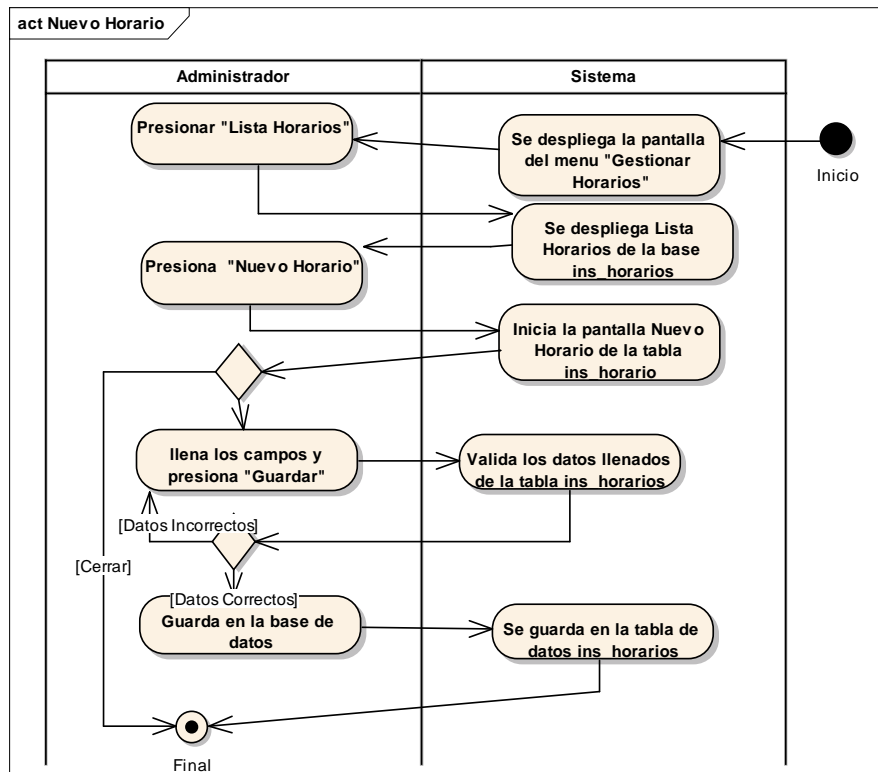 act Nuevo Horario
Administrador
Sistema
Presionar "Lista Horarios"
Se despliega la pantalla
del menu "Gestionar
Horarios"
Inicio
Se despliega Lista
Horarios de la base
ins_horarios
Presiona "Nuevo Horario"
Inicia la pantalla Nuevo
Horario de la tabla
ins_horario
llena los campos y
presiona "Guardar"
Valida los datos llenados
de la tabla ins_horarios
[Datos Incorrectos]
[Cerrar]
[Datos Correctos]
Guarda en la base de
datos
Se guarda en la tabla de
datos ins_horarios
Final